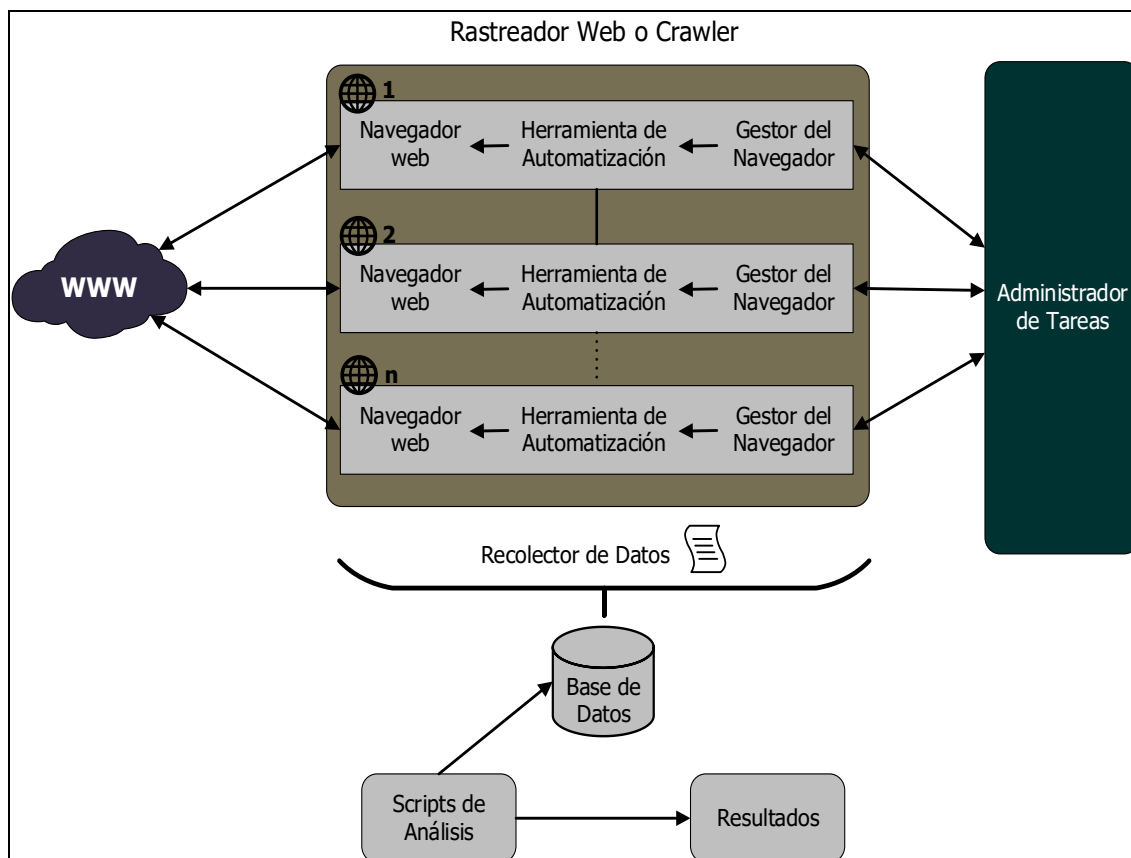 Rastreador Web o Crawler
1
Navegador
web
Herramienta de
Automatización
Gestor del
Navegador
2
Navegador
web
Herramienta de
Automatización
Gestor del
Navegador
n
Navegador
web
Herramienta de
Automatización
Gestor del
Navegador
WWW
Administrador
de Tareas
Recolector de Datos
Base de
Datos
Scripts de
Análisis
Resultados